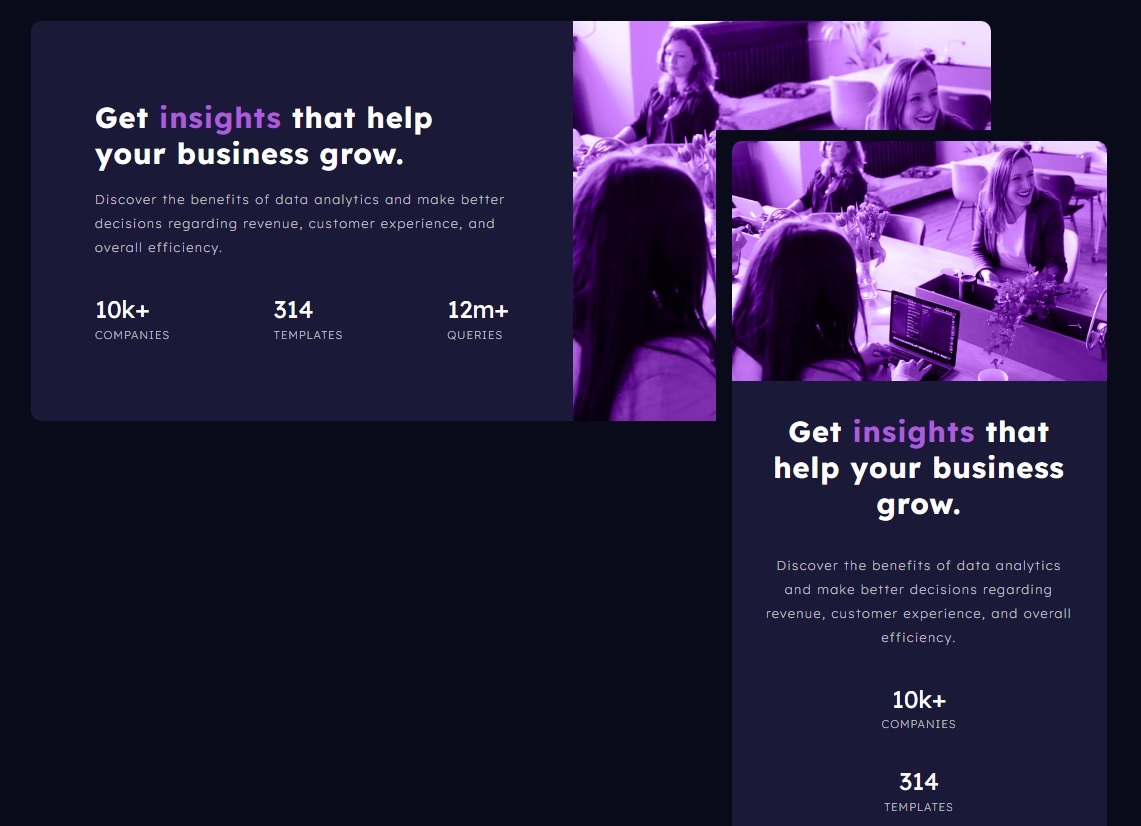 Get insights that help
your business grow.
Discover the benefits of data analytics and make better
decisions regarding revenue, customer experience, and
overall efficiency.
10k+
COMPANIES
314
TEMPLATES
12m+
QUERIES
Get insights that
help your business
grow.
Discover the benefits of data analytics
and make better decisions regarding
revenue, customer experience, and overall
efficiency.
10k+
COMPANIES
314
TEMPLATES